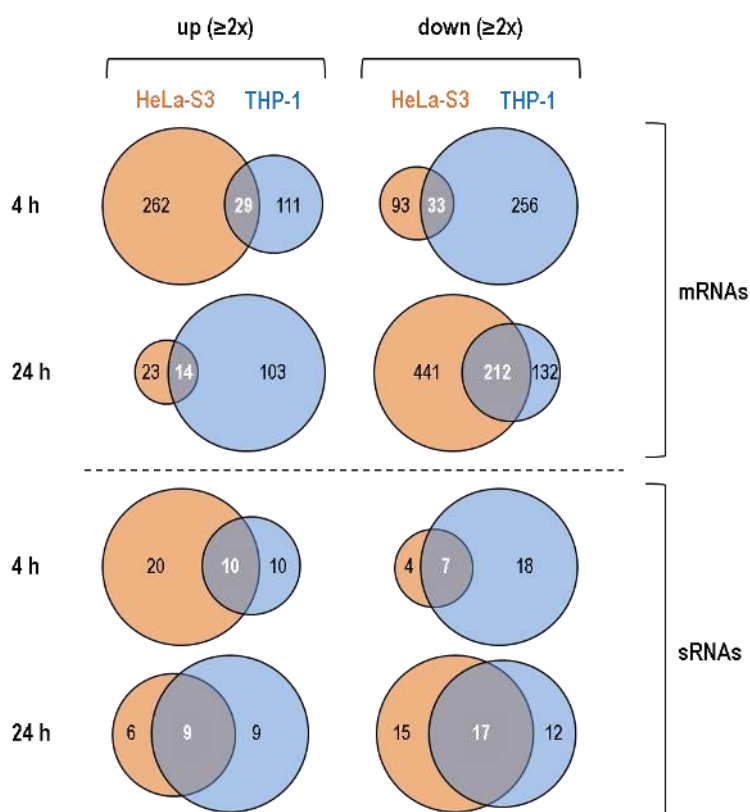 up (≥2x) down (≥2x)
HeLa-S3 THP-1 HeLa-S3 THP-1
4 h 262 29 111 93 33 256
mRNAs
24 h 23 14 103 441 212 132
4 h 20 10 10 4 7 18
sRNAs
24 h 6 9 9 15 17 12